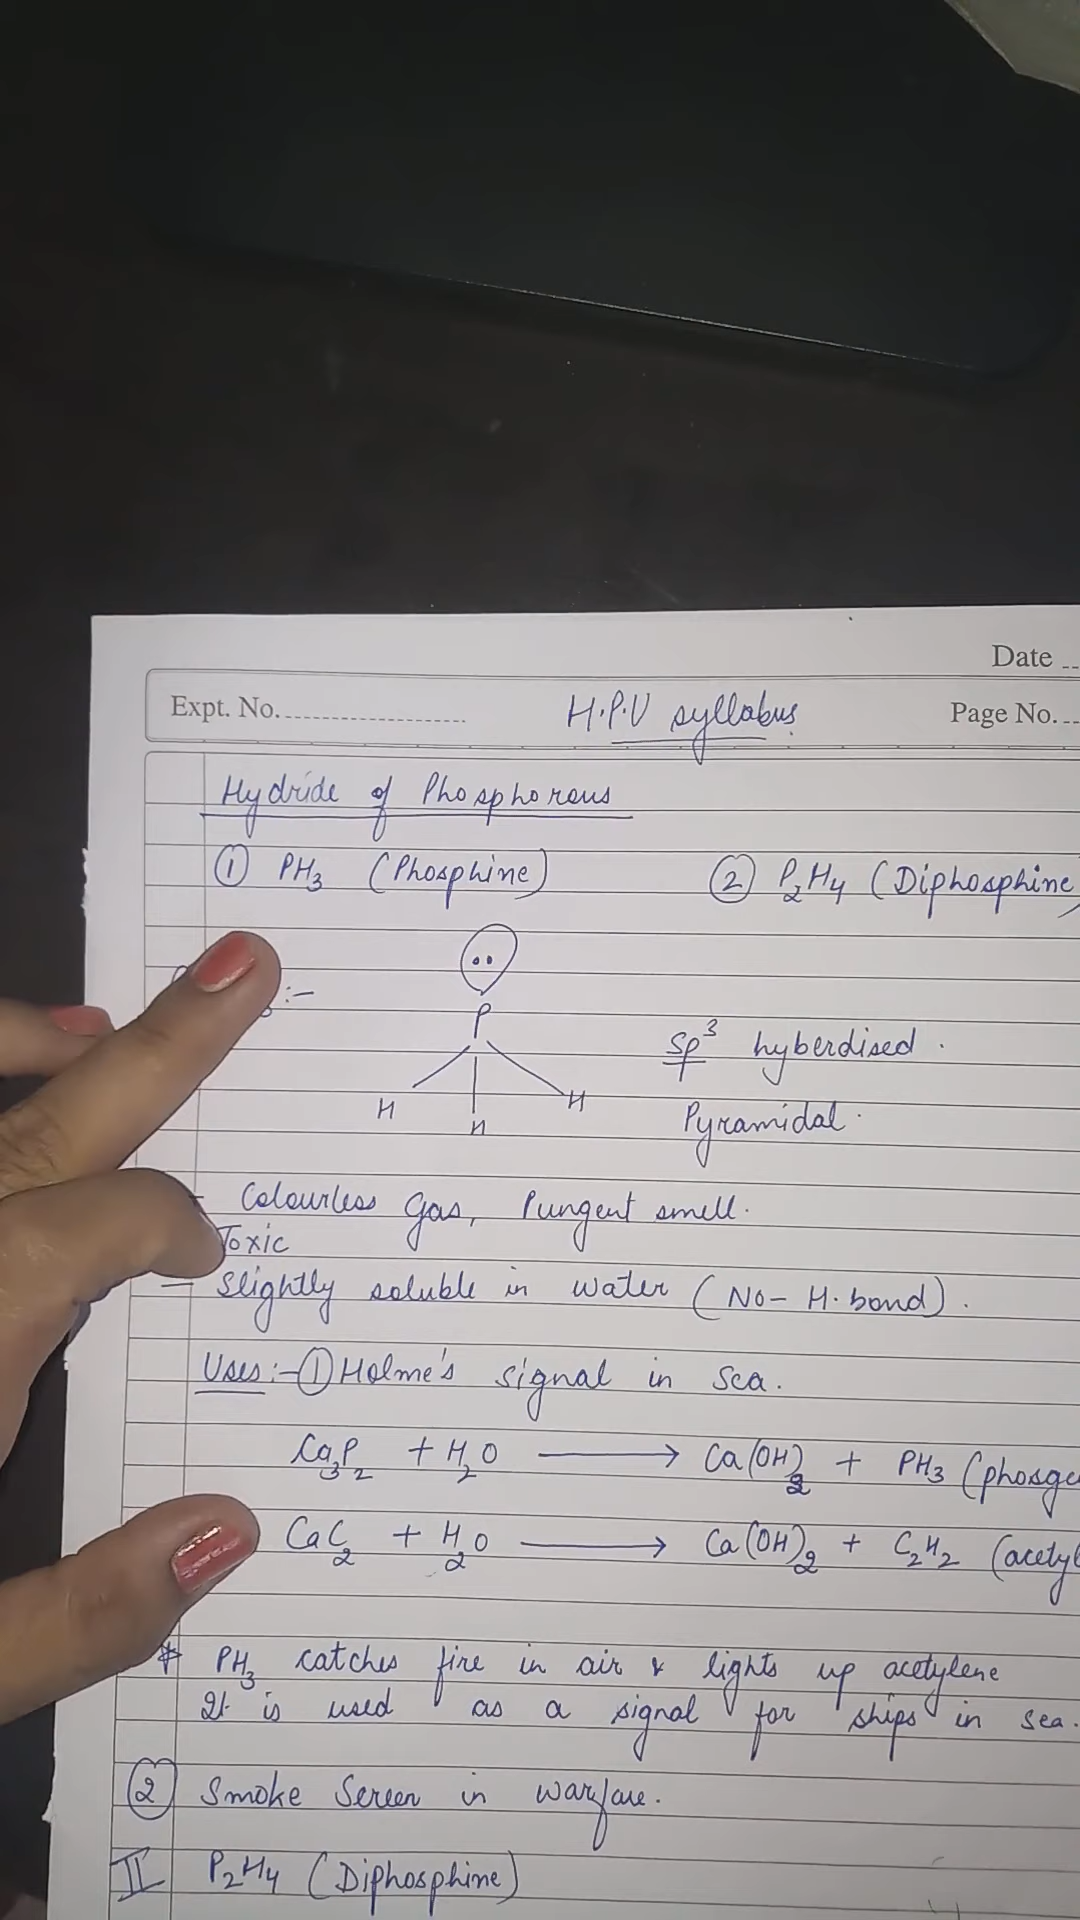 Date
Expt. No. H.P.U syllabus Page No.
Hydride of Phosphorous
① PH₃ (Phosphine) ② P₂H₄ (Diphosphine)
:-
P
H H H
Sp³ hyberdised.
Pyramidal.
- Colourless gas, Pungent smell.
Toxic
- Slightly soluble in water (No- H.bond).
Uses:- ① Holme's signal in sea.
Ca₃P₂ + H₂O ⟶ Ca(OH)₂ + PH₃
CaC₂ + H₂O ⟶ Ca(OH)₂ + C₂H₂
* PH₃ catches fire in air & lights up acetylene
It is used as a signal for ships in sea.
② Smoke Screen in warfare.
II P₂H₄ (Diphosphine)